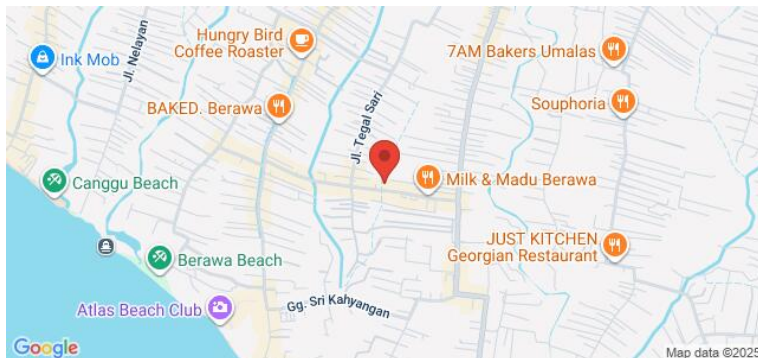 Hungry Bird
Coffee Roaster
7AM Bakers Umalas
Ink Mob
Jl. Nelayan
Souphoria
BAKED. Berawa
Jl. Tegal Sari
Milk & Madu Berawa
Canggu Beach
JUST KITCHEN
Georgian Restaurant
Berawa Beach
Atlas Beach Club
Gg. Sri Kahyangan
Google
Map data ©2025